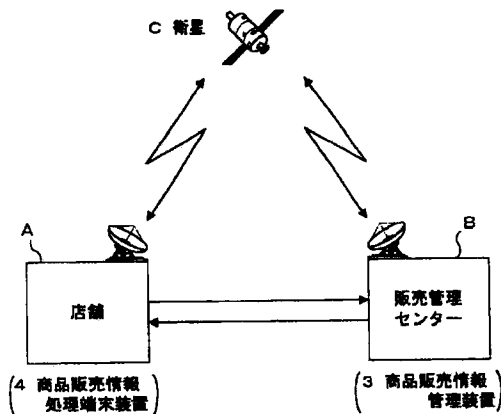 C 衛星
A
B
店舗
販売管理
センター
(4 商品販売情報
処理端末装置)
(3 商品販売情報
管理装置)